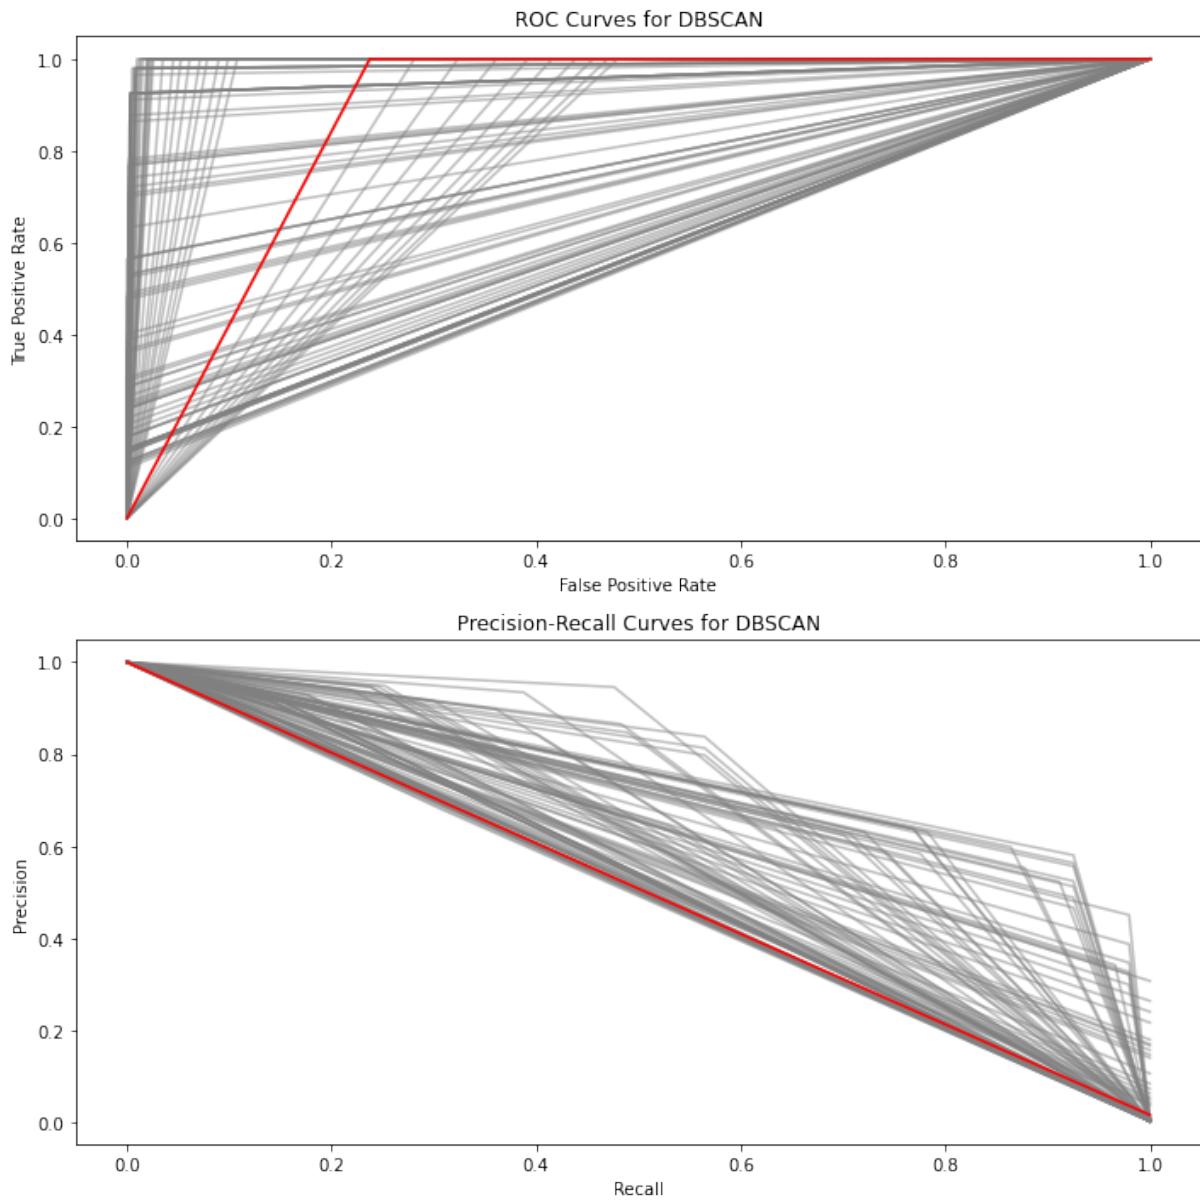 ROC Curves for DBSCAN
1.0
0.8
0.6
0.4
0.2
0.0
True Positive Rate
0.0 0.2 0.4 0.6 0.8 1.0
False Positive Rate
Precision-Recall Curves for DBSCAN
1.0
0.8
0.6
0.4
0.2
0.0
Precision
0.0 0.2 0.4 0.6 0.8 1.0
Recall